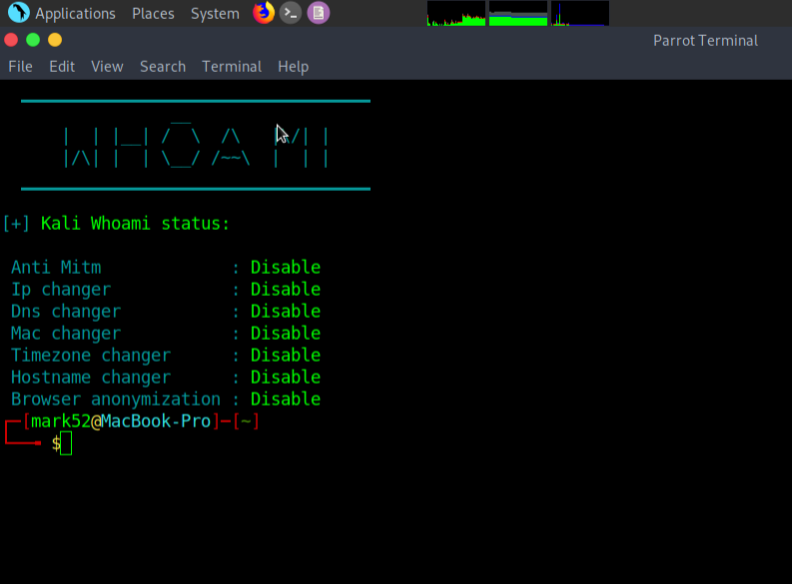 Applications Places System
Parrot Terminal
File Edit View Search Terminal Help
WHOAMI
[+] Kali Whoami status:
Anti Mitm : Disable
Ip changer : Disable
Dns changer : Disable
Mac changer : Disable
Timezone changer : Disable
Hostname changer : Disable
Browser anonymization : Disable
[mark52@MacBook-Pro]-[~]
$